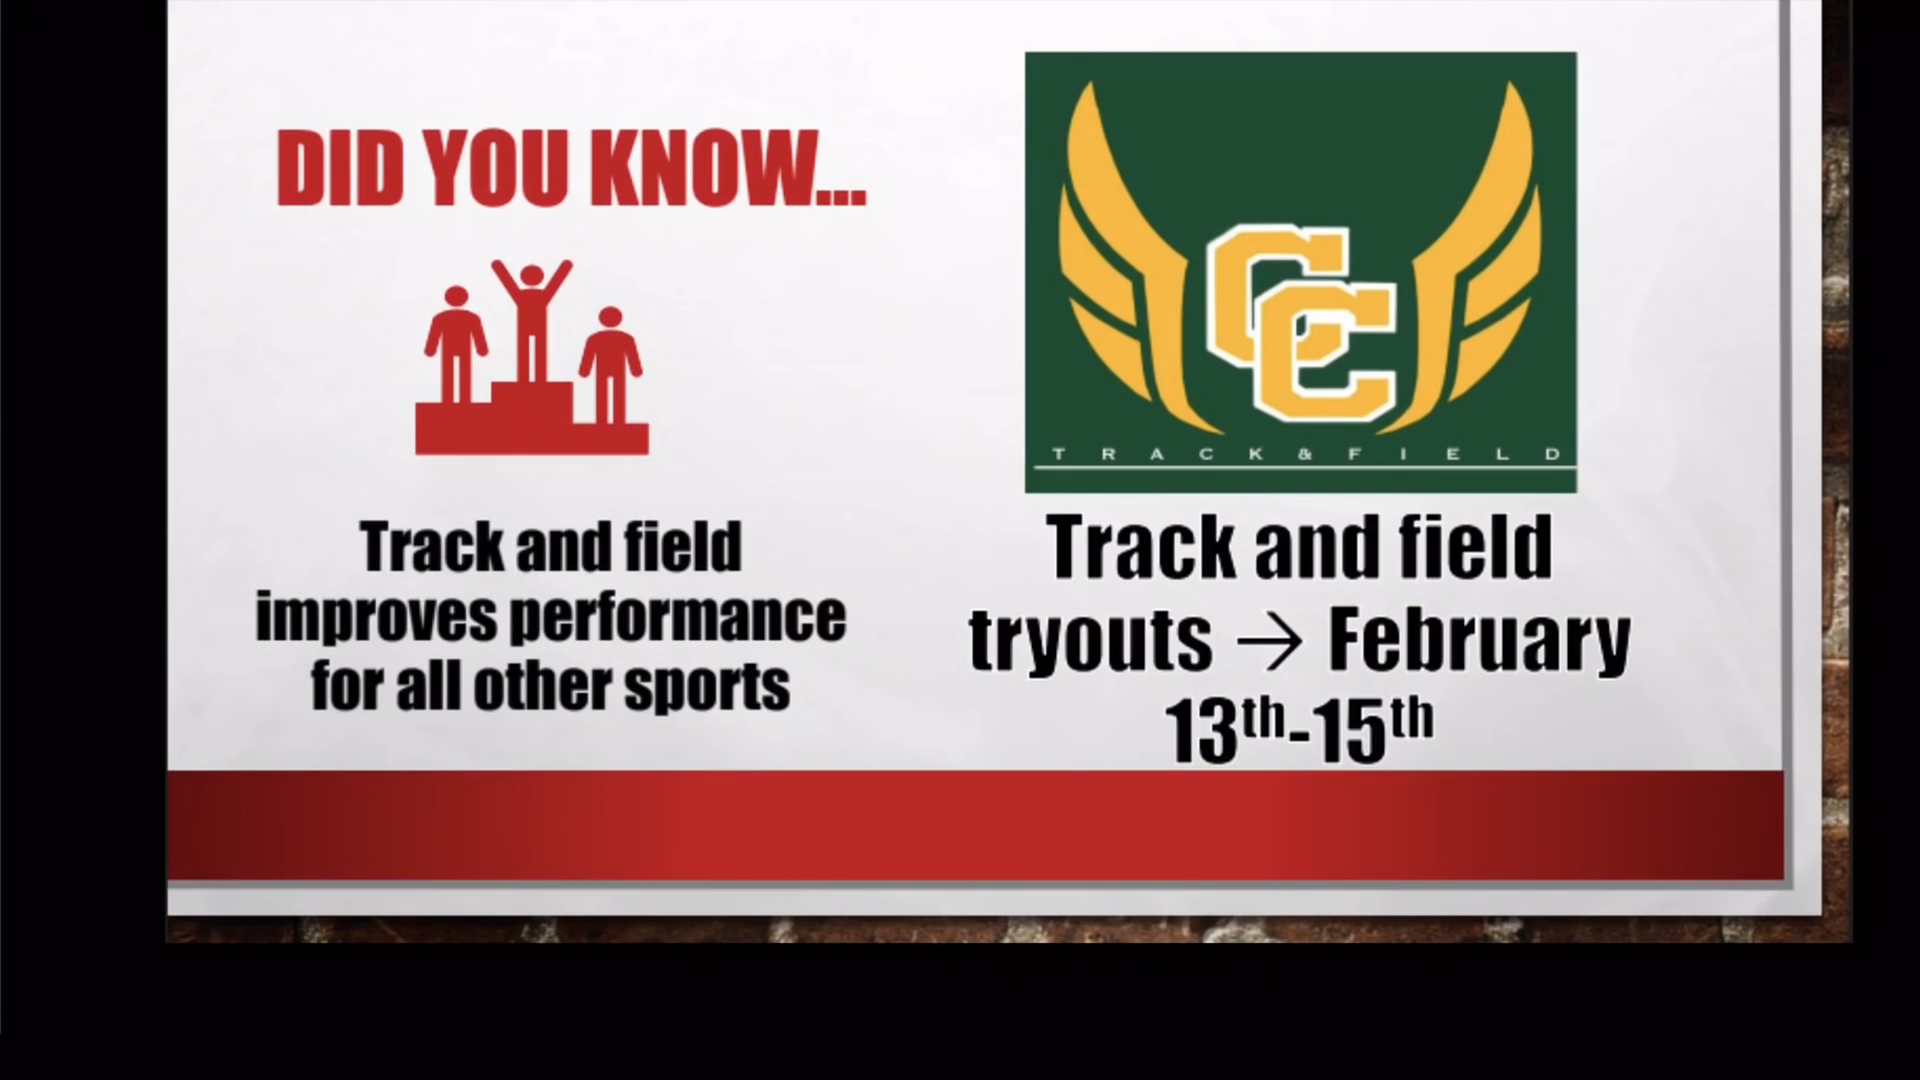 DID YOU KNOW...
Track and field
improves performance
for all other sports
CC
TRACK&FIELD
Track and field
tryouts → February
13th-15th